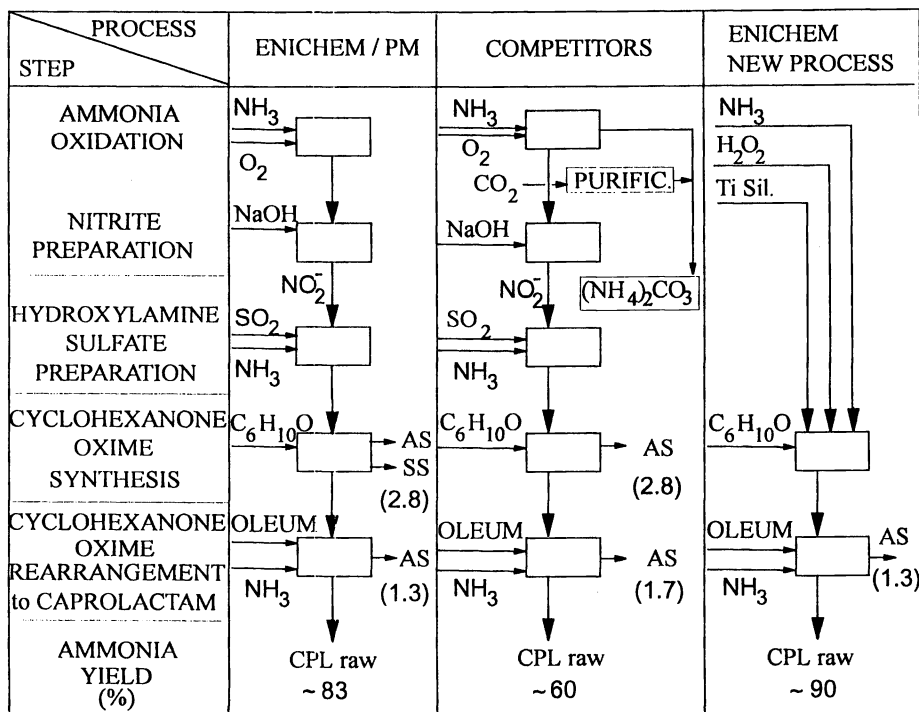 PROCESS
STEP
ENICHEM / PM
COMPETITORS
ENICHEM
NEW PROCESS
AMMONIA
OXIDATION
NH3
O2
NH3
O2
CO2
PURIFIC.
NH3
H2O2
Ti Sil.
NITRITE
PREPARATION
NaOH
NO2-
NaOH
NO2-
(NH4)2CO3
HYDROXYLAMINE
SULFATE
PREPARATION
SO2
NH3
SO2
NH3
CYCLOHEXANONE
OXIME
SYNTHESIS
C6H10O
AS
SS
(2.8)
C6H10O
AS
(2.8)
C6H10O
CYCLOHEXANONE
OXIME
REARRANGEMENT
to CAPROLACTAM
OLEUM
NH3
AS
(1.3)
OLEUM
NH3
AS
(1.7)
OLEUM
NH3
AS
(1.3)
AMMONIA
YIELD
(%)
CPL raw
~ 83
CPL raw
~ 60
CPL raw
~ 90